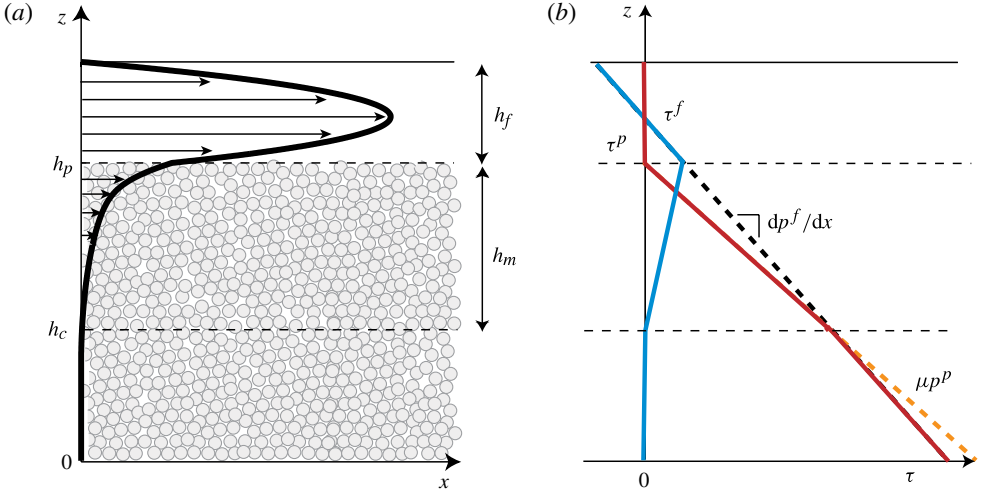 (a)
z
h_f
h_p
h_m
h_c
0
x
(b)
z
τ^f
τ^p
dp^f/dx
μp^p
0
τ